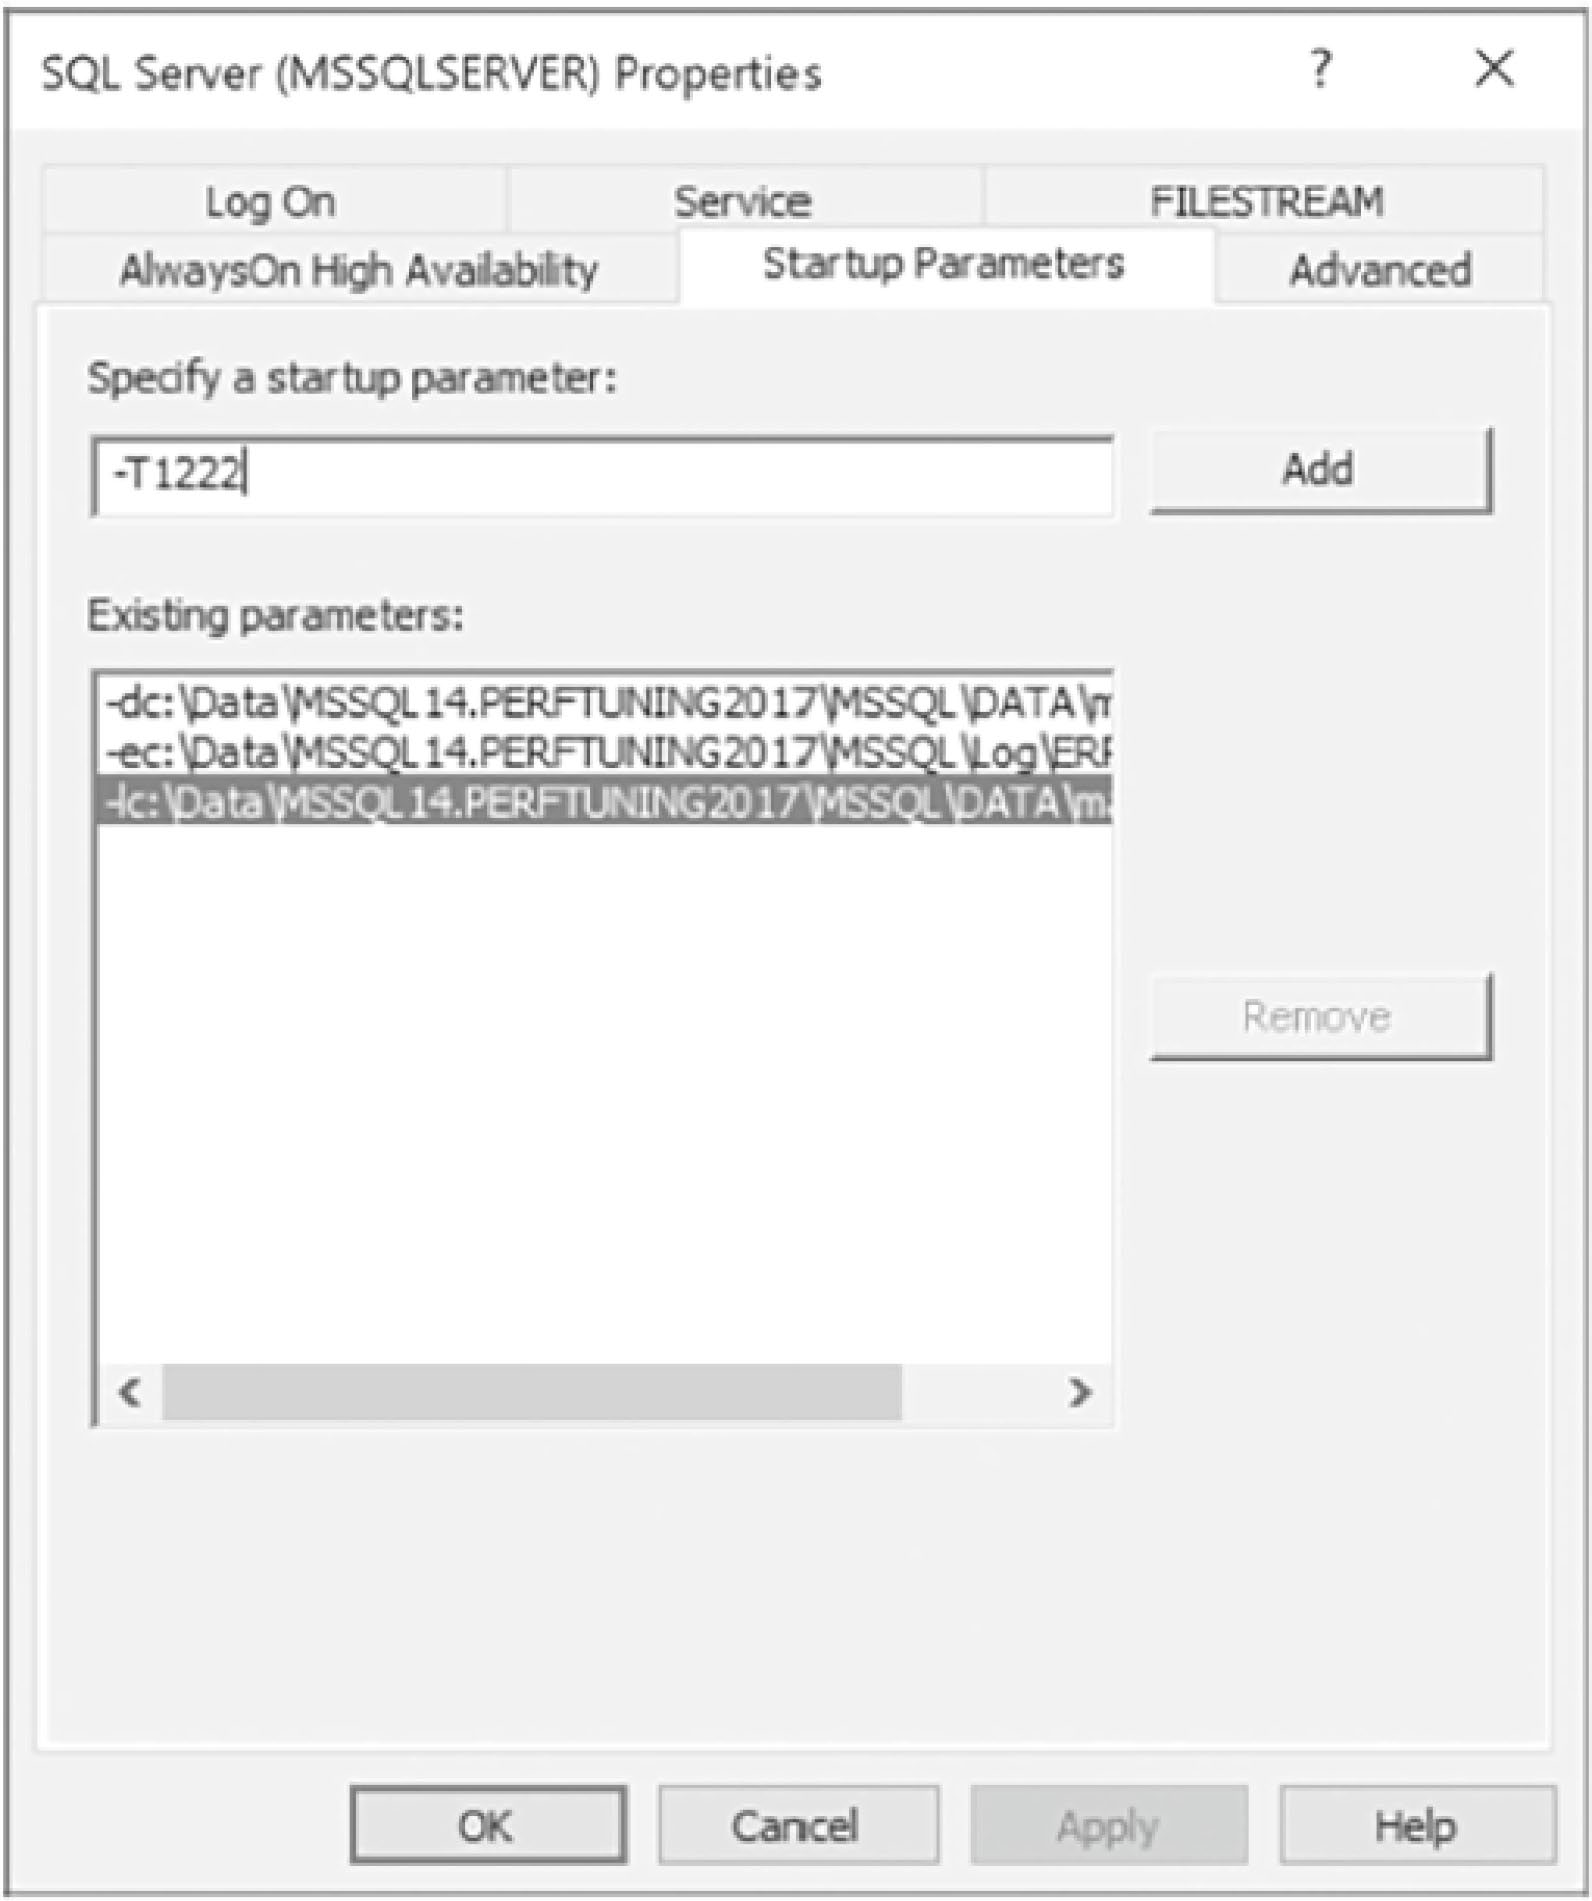 SQL Server (MSSQLSERVER) Properties ? ×
Log On Service FILESTREAM
AlwaysOn High Availability Startup Parameters Advanced
Specify a startup parameter:
-T1222 Add
Existing parameters:
-dc:\Data\MSSQL14.PERFTUNING2017\MSSQL\DATA\m
-ec:\Data\MSSQL14.PERFTUNING2017\MSSQL\Log\ERR
-lc:\Data\MSSQL14.PERFTUNING2017\MSSQL\DATA\ma
Remove
OK Cancel Apply Help